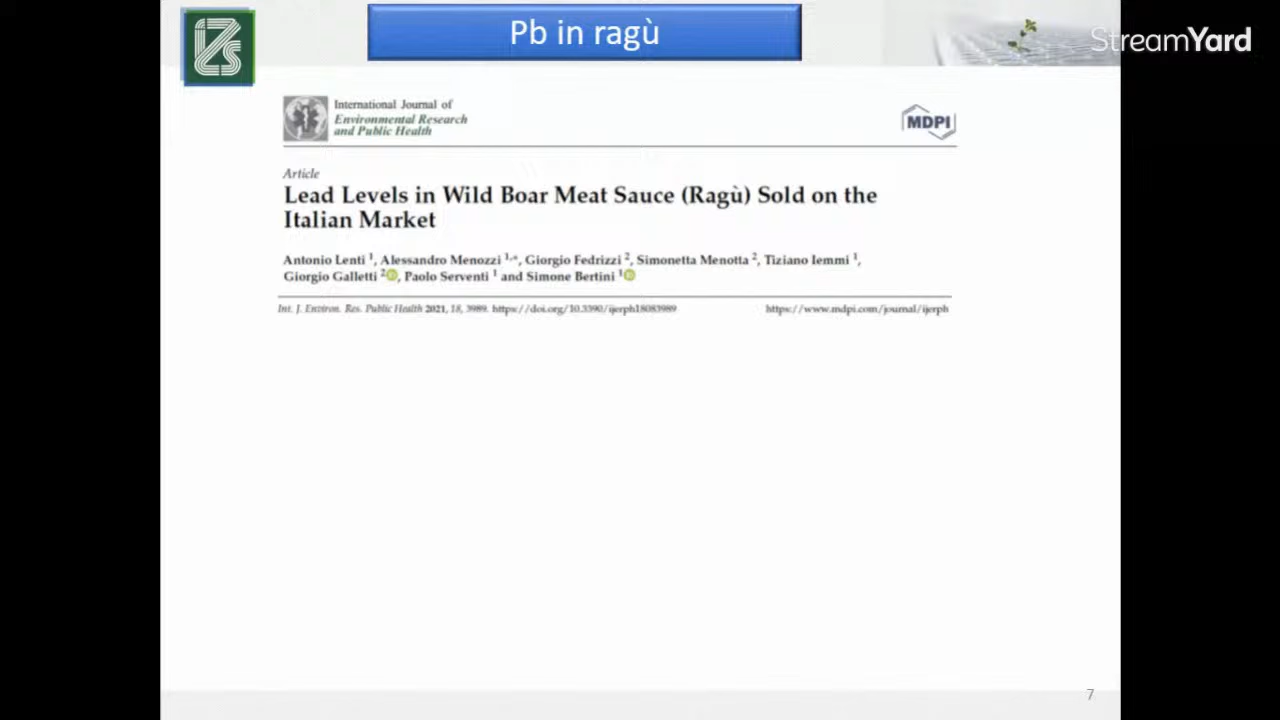 Pb in ragù
StreamYard
International Journal of
Environmental Research
and Public Health
MDPI
Article
Lead Levels in Wild Boar Meat Sauce (Ragù) Sold on the
Italian Market
Antonio Lenti 1, Alessandro Menozzi 1,*, Giorgio Fedrizzi 2, Simonetta Menotta 2, Tiziano Iemmi 1,
Giorgio Galletti 2, Paolo Serventi 1 and Simone Bertini 1
Int. J. Environ. Res. Public Health 2021, 18, 3989. https://doi.org/10.3390/ijerph18083989 https://www.mdpi.com/journal/ijerph
7